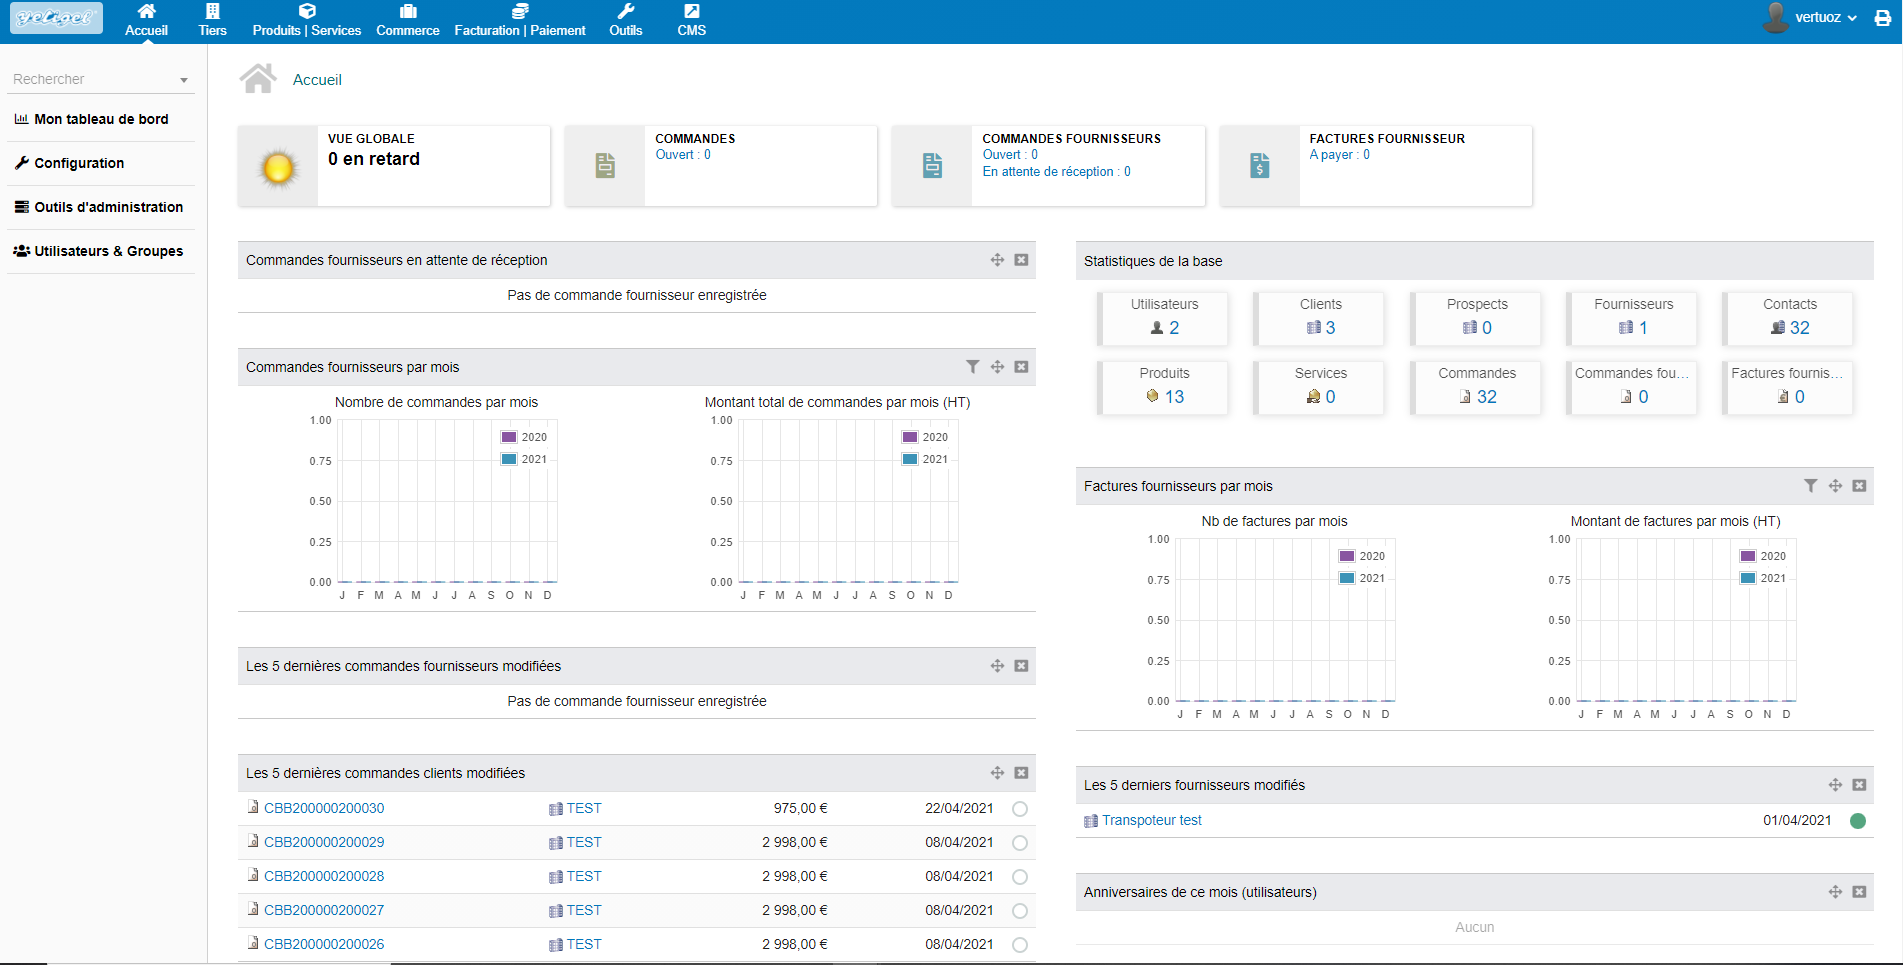 yeligel
Accueil
Tiers
Produits | Services
Commerce
Facturation | Paiement
Outils
CMS
vertuoz
Rechercher
Mon tableau de bord
Configuration
Outils d'administration
Utilisateurs & Groupes
Accueil
VUE GLOBALE
0 en retard
COMMANDES
Ouvert : 0
COMMANDES FOURNISSEURS
Ouvert : 0
En attente de réception : 0
FACTURES FOURNISSEUR
A payer : 0
Commandes fournisseurs en attente de réception
Pas de commande fournisseur enregistrée
Commandes fournisseurs par mois
Nombre de commandes par mois
1.00
0.75
0.50
0.25
0.00
J F M A M J J A S O N D
2020
2021
Montant total de commandes par mois (HT)
1.00
0.75
0.50
0.25
0.00
J F M A M J J A S O N D
2020
2021
Les 5 dernières commandes fournisseurs modifiées
Pas de commande fournisseur enregistrée
Les 5 dernières commandes clients modifiées
CBB200000200030 TEST 975,00 € 22/04/2021
CBB200000200029 TEST 2 998,00 € 08/04/2021
CBB200000200028 TEST 2 998,00 € 08/04/2021
CBB200000200027 TEST 2 998,00 € 08/04/2021
CBB200000200026 TEST 2 998,00 € 08/04/2021
Statistiques de la base
Utilisateurs
2
Clients
3
Prospects
0
Fournisseurs
1
Contacts
32
Produits
13
Services
0
Commandes
32
Commandes fou...
0
Factures fournis...
0
Factures fournisseurs par mois
Nb de factures par mois
1.00
0.75
0.50
0.25
0.00
J F M A M J J A S O N D
2020
2021
Montant de factures par mois (HT)
1.00
0.75
0.50
0.25
0.00
J F M A M J J A S O N D
2020
2021
Les 5 derniers fournisseurs modifiés
Transpoteur test 01/04/2021
Anniversaires de ce mois (utilisateurs)
Aucun